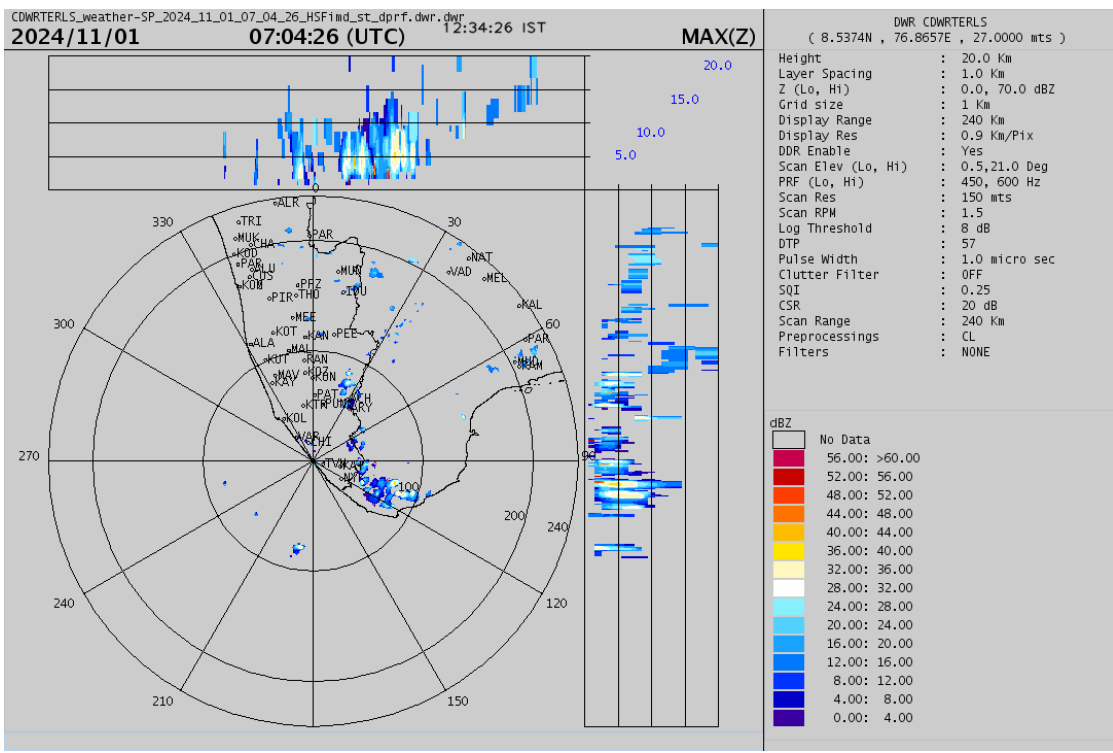 CDWRTERLS_weather-SP_2024_11_01_07_04_26_HSFimd_st_dprf.dwr.dwr
2024/11/01 07:04:26 (UTC) 12:34:26 IST MAX(Z)
20.0
15.0
10.0
5.0
0
ALR
330
TRI
30
PAR
MUK
CHA
KOD
NAT
PAR
ALU
COS
MUN
VAD
MEL
KOM
PFZ
PIR
THO
IDU
KAL
MEE
300
60
KOT
KAN
PEE
PAR
ALA
MAL
KUT
RAN
KAM
MAV
KOZ
KON
KAY
PAT
KTR
PUN
ARY
KOL
VAR
270
90
100
200
240
240
120
210
150
DWR CDWRTERLS
( 8.5374N , 76.8657E , 27.0000 mts )
Height : 20.0 Km
Layer Spacing : 1.0 Km
Z (Lo, Hi) : 0.0, 70.0 dBZ
Grid size : 1 Km
Display Range : 240 Km
Display Res : 0.9 Km/Pix
DDR Enable : Yes
Scan Elev (Lo, Hi) : 0.5,21.0 Deg
PRF (Lo, Hi) : 450, 600 Hz
Scan Res : 150 mts
Scan RPM : 1.5
Log Threshold : 8 dB
DTP : 57
Pulse Width : 1.0 micro sec
Clutter Filter : OFF
SQI : 0.25
CSR : 20 dB
Scan Range : 240 Km
Preprocessings : CL
Filters : NONE
dBZ
No Data
56.00: >60.00
52.00: 56.00
48.00: 52.00
44.00: 48.00
40.00: 44.00
36.00: 40.00
32.00: 36.00
28.00: 32.00
24.00: 28.00
20.00: 24.00
16.00: 20.00
12.00: 16.00
8.00: 12.00
4.00: 8.00
0.00: 4.00